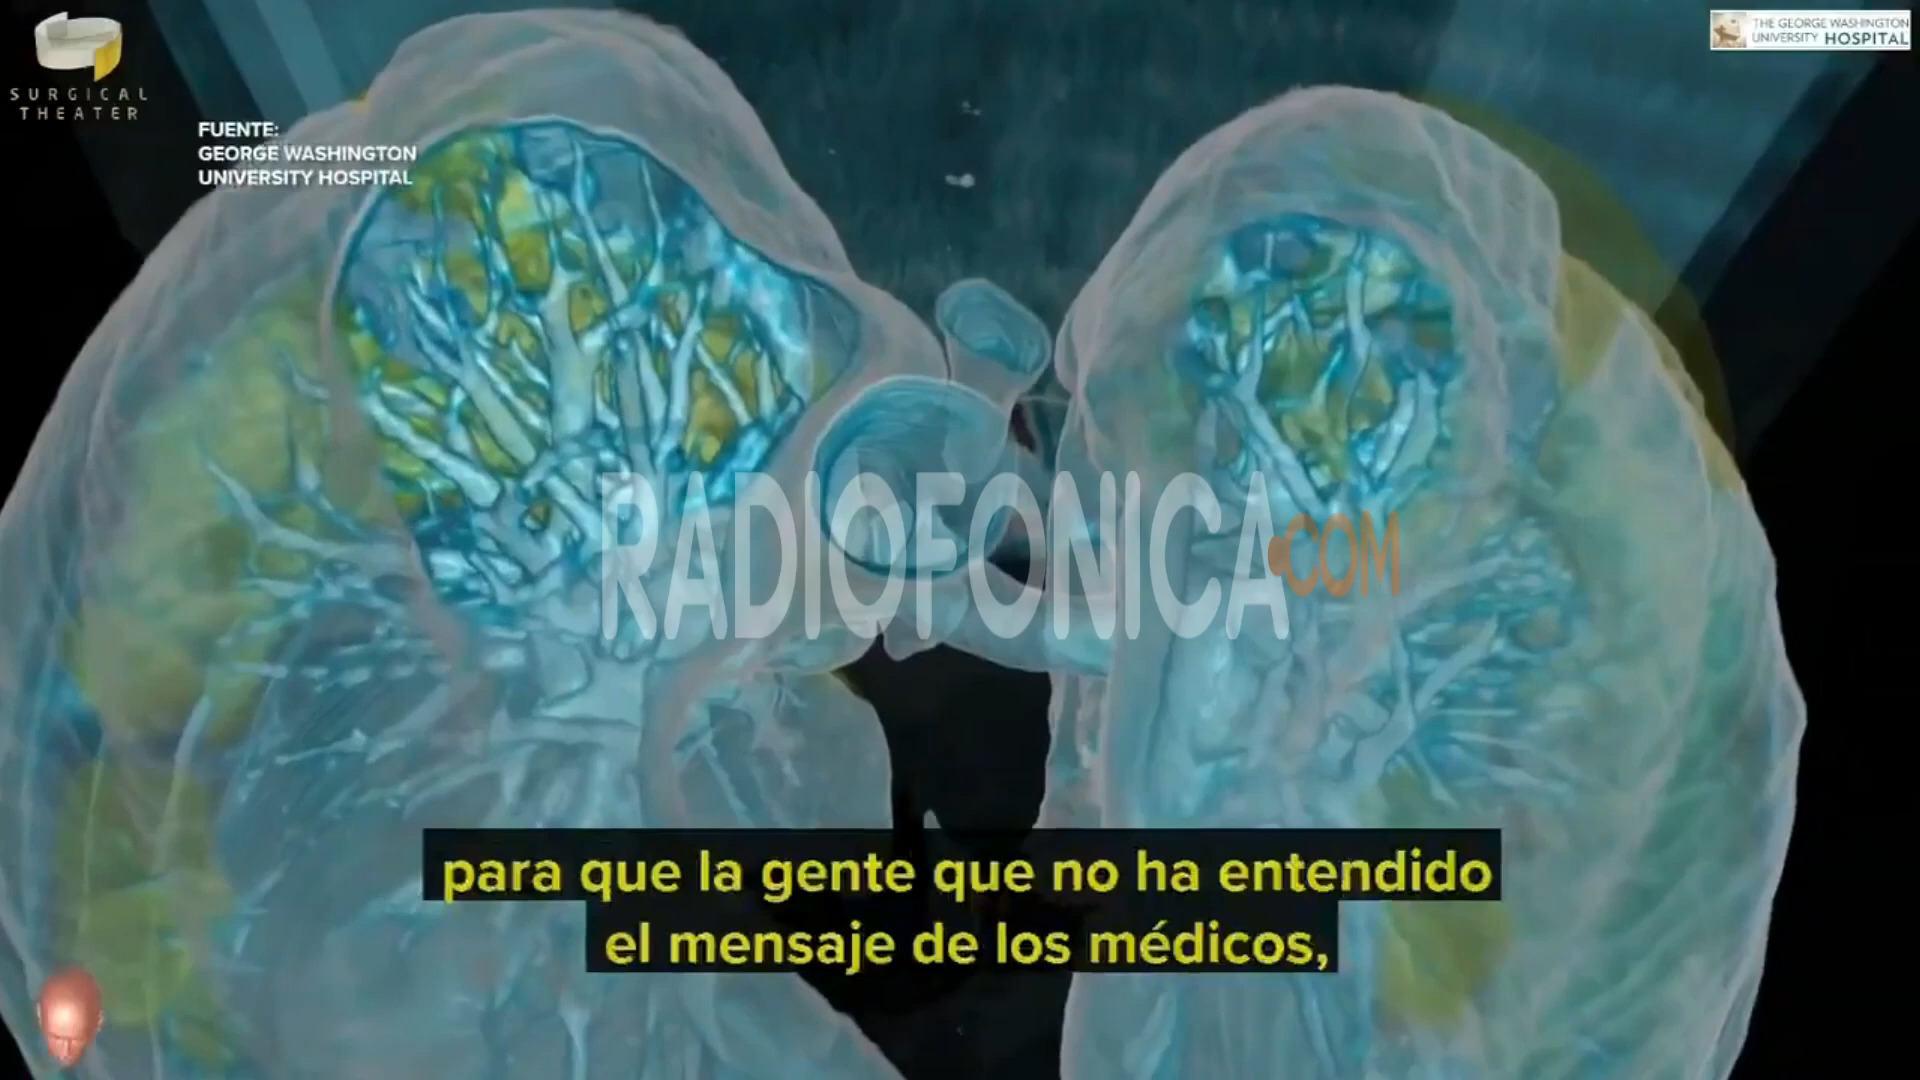 SURGICAL
THEATER
THE GEORGE WASHINGTON
UNIVERSITY HOSPITAL
FUENTE:
GEORGE WASHINGTON
UNIVERSITY HOSPITAL
RADIOFONICA.COM
para que la gente que no ha entendido
el mensaje de los médicos,